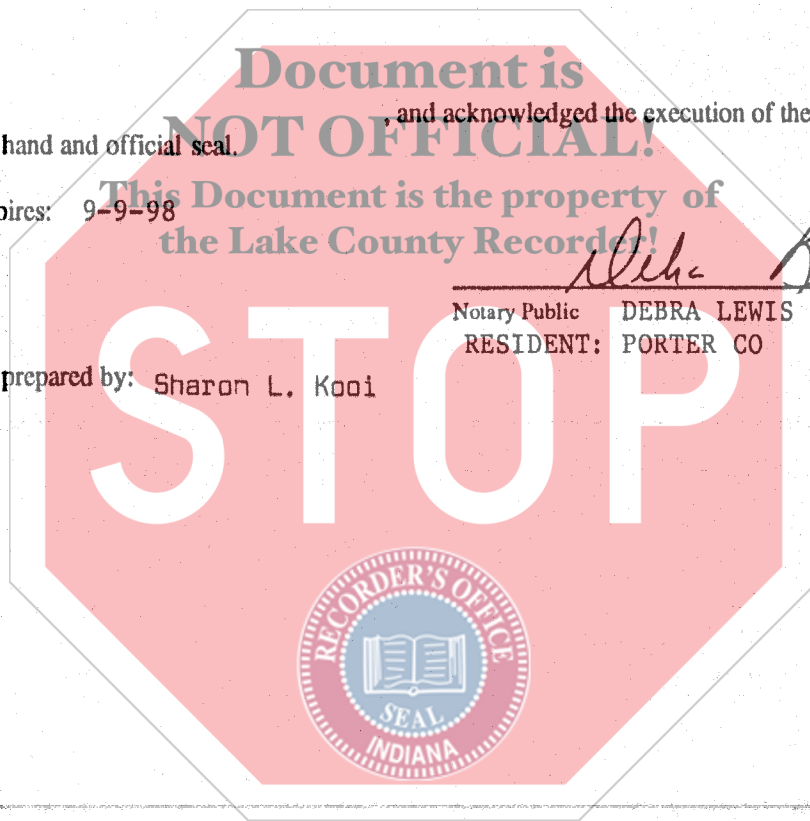 Document is
, and acknowledged the execution of the
NOT OFFICIAL!
hand and official seal.
This Document is the property of
pires: 9-9-98
the Lake County Recorder!
Notary Public DEBRA LEWIS
RESIDENT: PORTER CO
prepared by: Sharon L. Kooi
STOP
RECORDER'S OFFICE
SEAL
INDIANA